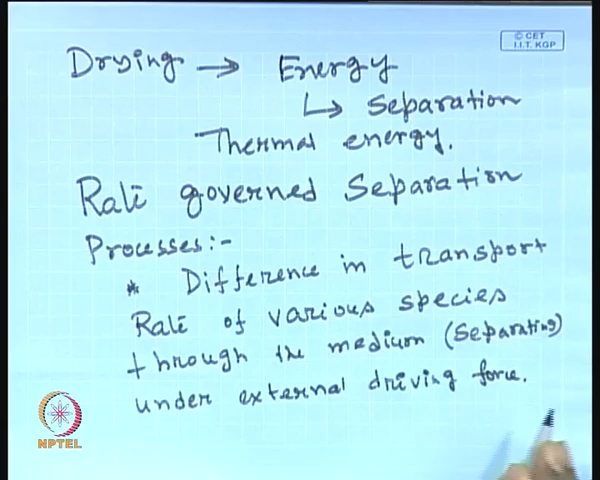 © CET
I.I.T. KGP
Drying → Energy
↳ Separation
Thermal energy.
Rate governed Separation
Processes:-
* Difference in transport
Rate of various species
through the medium (Separating)
under external driving force.
NPTEL